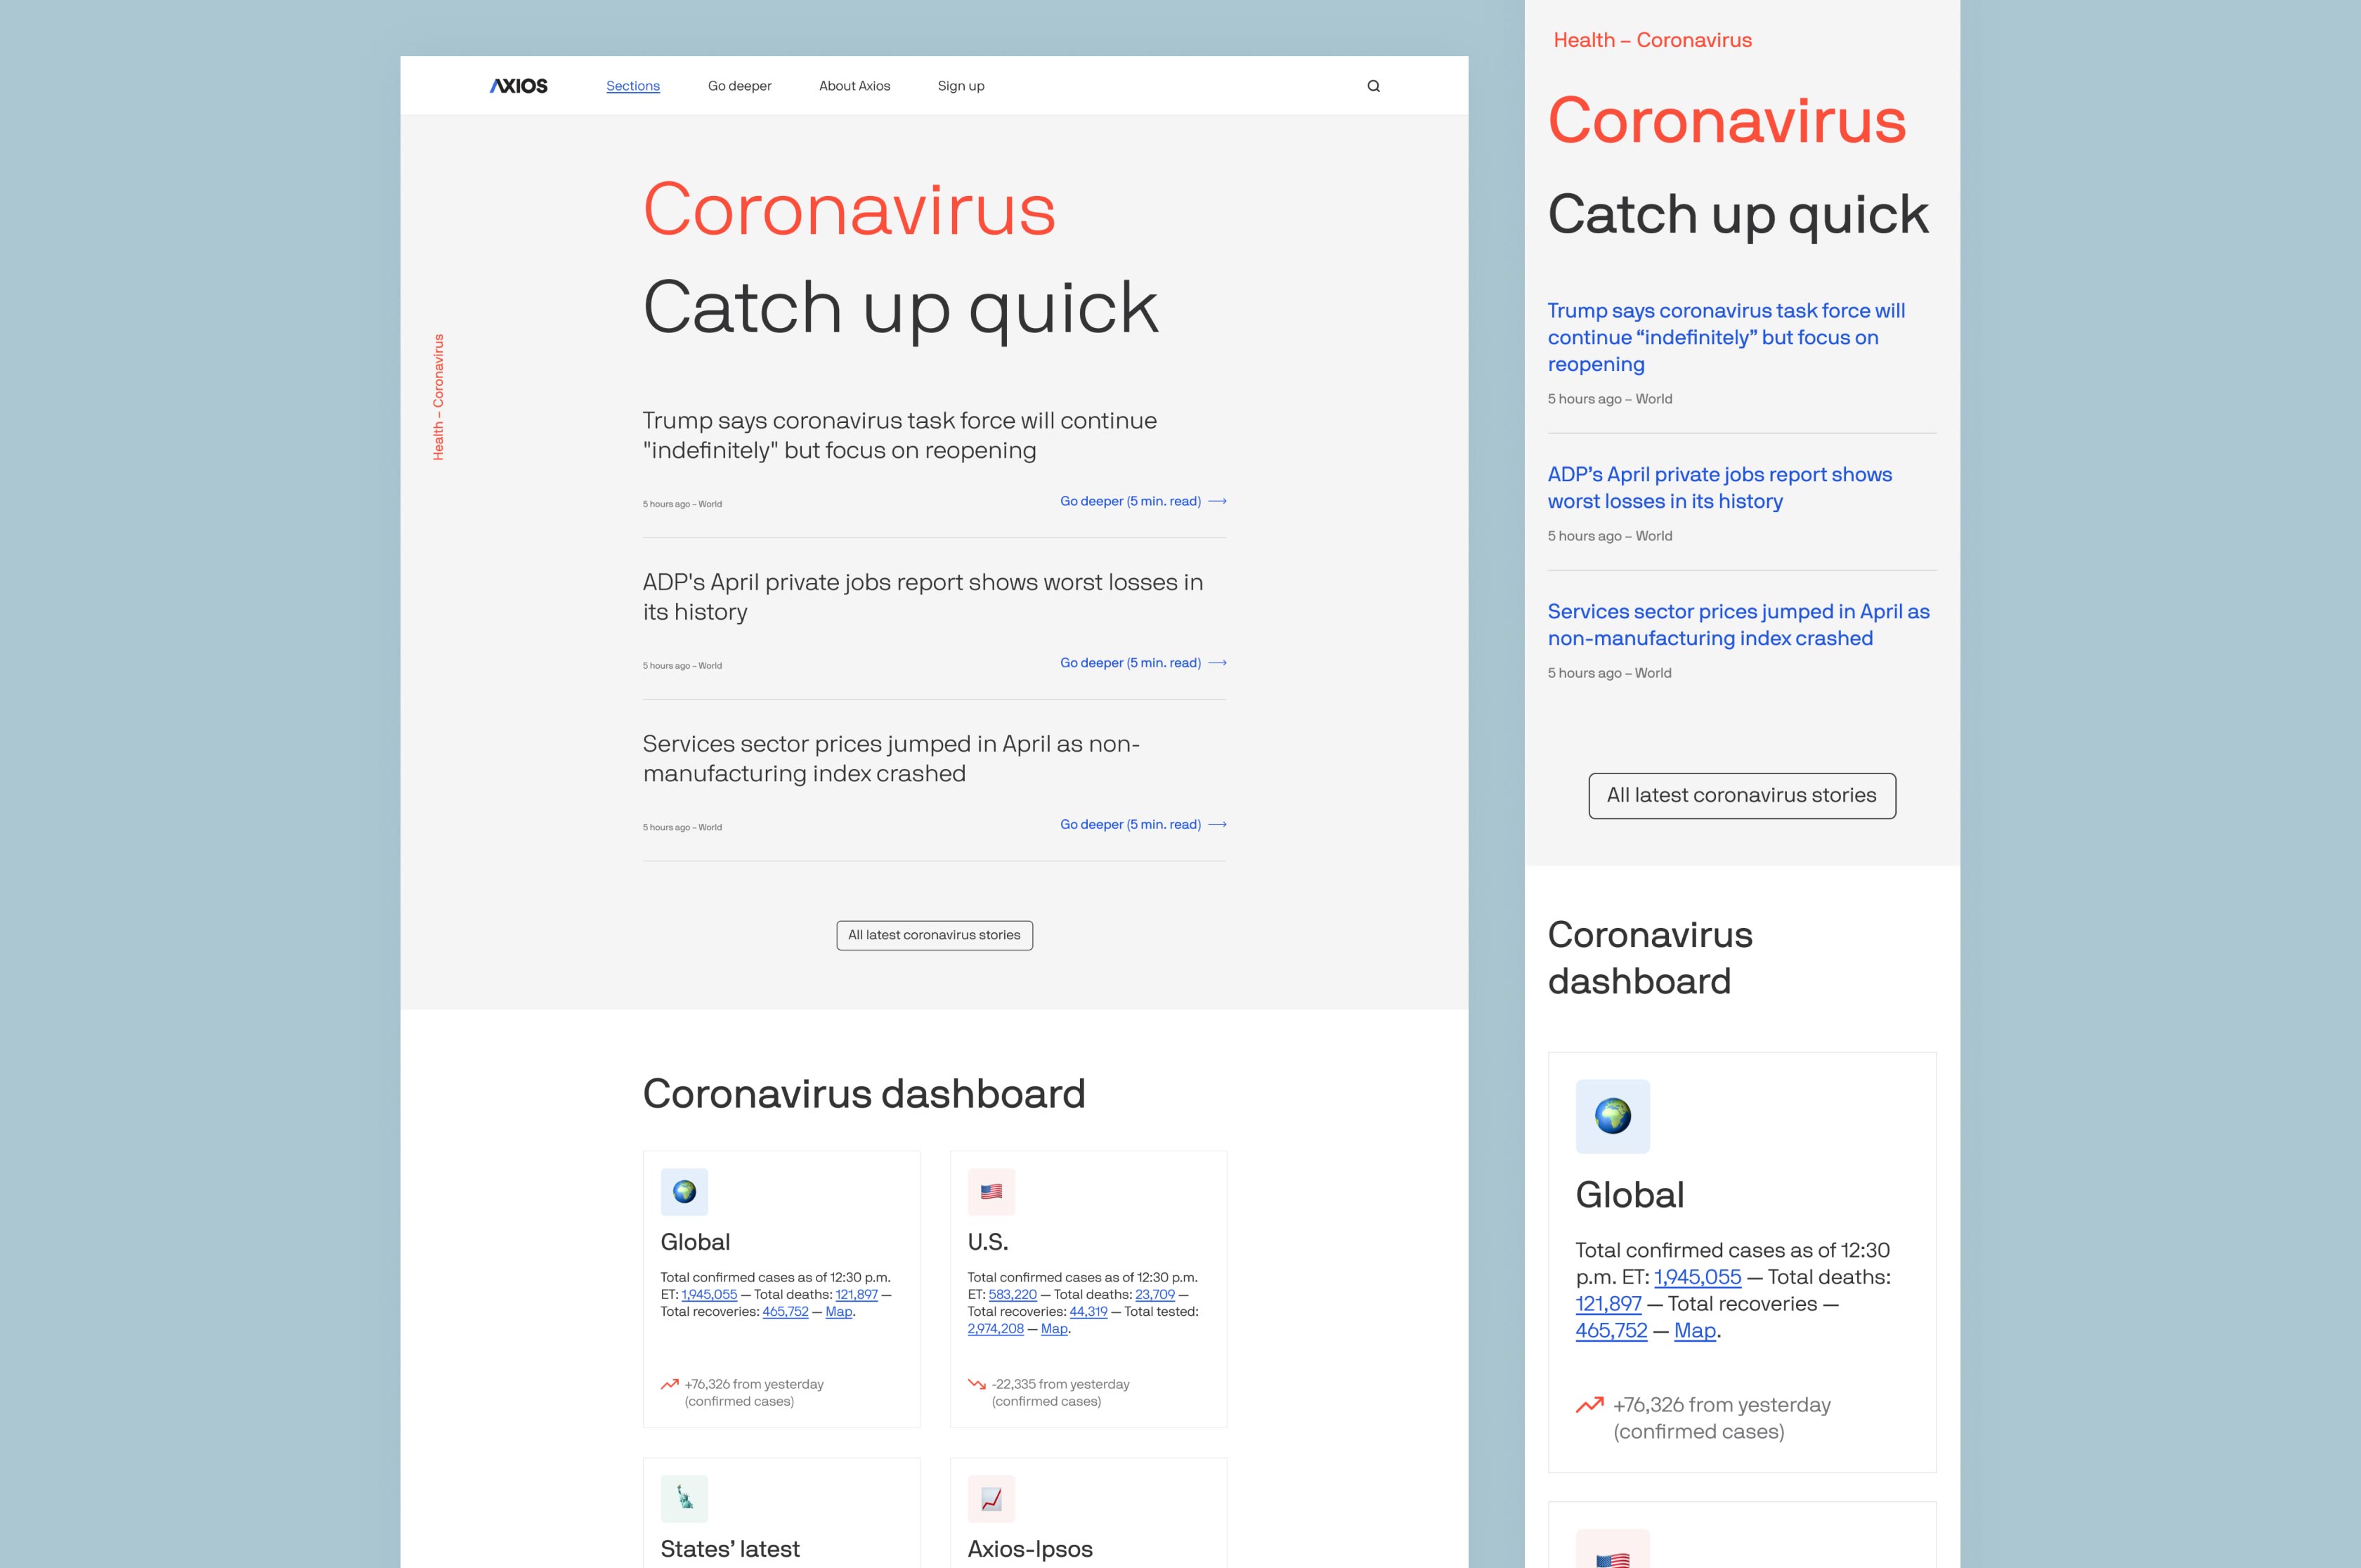 AXIOS
Sections
Go deeper
About Axios
Sign up
Health – Coronavirus
Coronavirus
Catch up quick
Trump says coronavirus task force will continue
"indefinitely" but focus on reopening
5 hours ago – World
Go deeper (5 min. read)
ADP's April private jobs report shows worst losses in
its history
5 hours ago – World
Go deeper (5 min. read)
Services sector prices jumped in April as non-
manufacturing index crashed
5 hours ago – World
Go deeper (5 min. read)
All latest coronavirus stories
Coronavirus dashboard
Global
Total confirmed cases as of 12:30 p.m.
ET: 1,945,055 — Total deaths: 121,897 —
Total recoveries: 465,752 — Map.
+76,326 from yesterday
(confirmed cases)
U.S.
Total confirmed cases as of 12:30 p.m.
ET: 583,220 — Total deaths: 23,709 —
Total recoveries: 44,319 — Total tested:
2,974,208 — Map.
-22,335 from yesterday
(confirmed cases)
States’ latest
Axios-Ipsos
Health – Coronavirus
Coronavirus
Catch up quick
Trump says coronavirus task force will
continue “indefinitely” but focus on
reopening
5 hours ago – World
ADP’s April private jobs report shows
worst losses in its history
5 hours ago – World
Services sector prices jumped in April as
non-manufacturing index crashed
5 hours ago – World
All latest coronavirus stories
Coronavirus
dashboard
Global
Total confirmed cases as of 12:30
p.m. ET: 1,945,055 — Total deaths:
121,897 — Total recoveries —
465,752 — Map.
+76,326 from yesterday
(confirmed cases)